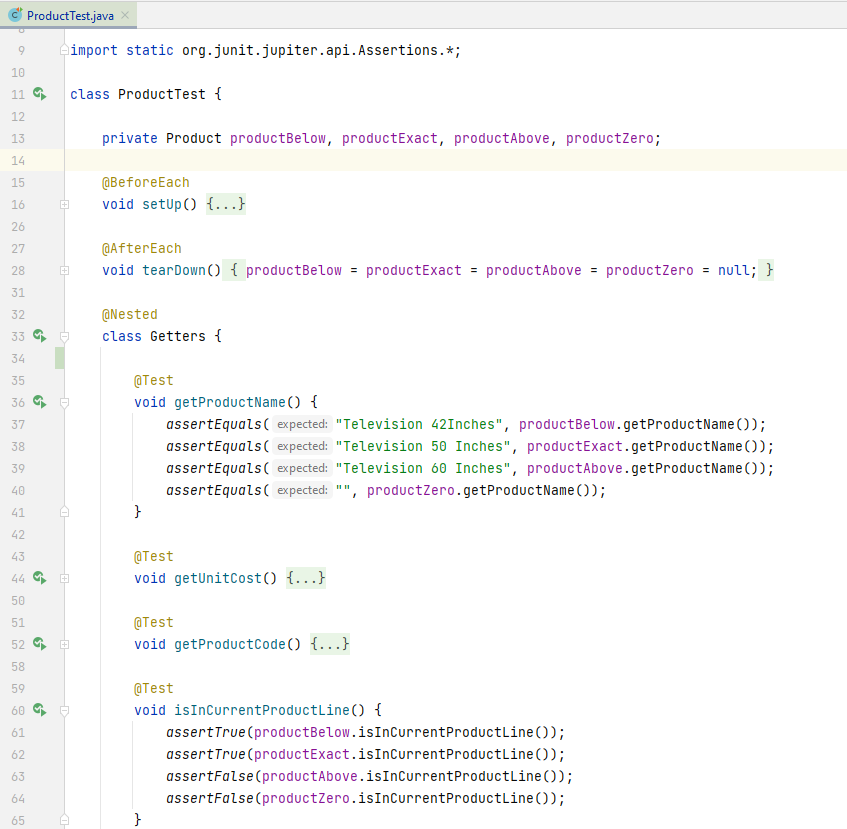 ProductTest.java
8
9 import static org.junit.jupiter.api.Assertions.*;
10
11 class ProductTest {
12
13 private Product productBelow, productExact, productAbove, productZero;
14
15 @BeforeEach
16 void setUp() {...}
26
27 @AfterEach
28 void tearDown() { productBelow = productExact = productAbove = productZero = null; }
31
32 @Nested
33 class Getters {
34
35 @Test
36 void getProductName() {
37 assertEquals( expected: "Television 42Inches", productBelow.getProductName());
38 assertEquals( expected: "Television 50 Inches", productExact.getProductName());
39 assertEquals( expected: "Television 60 Inches", productAbove.getProductName());
40 assertEquals( expected: "", productZero.getProductName());
41 }
42
43 @Test
44 void getUnitCost() {...}
50
51 @Test
52 void getProductCode() {...}
58
59 @Test
60 void isInCurrentProductLine() {
61 assertTrue(productBelow.isInCurrentProductLine());
62 assertTrue(productExact.isInCurrentProductLine());
63 assertFalse(productAbove.isInCurrentProductLine());
64 assertFalse(productZero.isInCurrentProductLine());
65 }